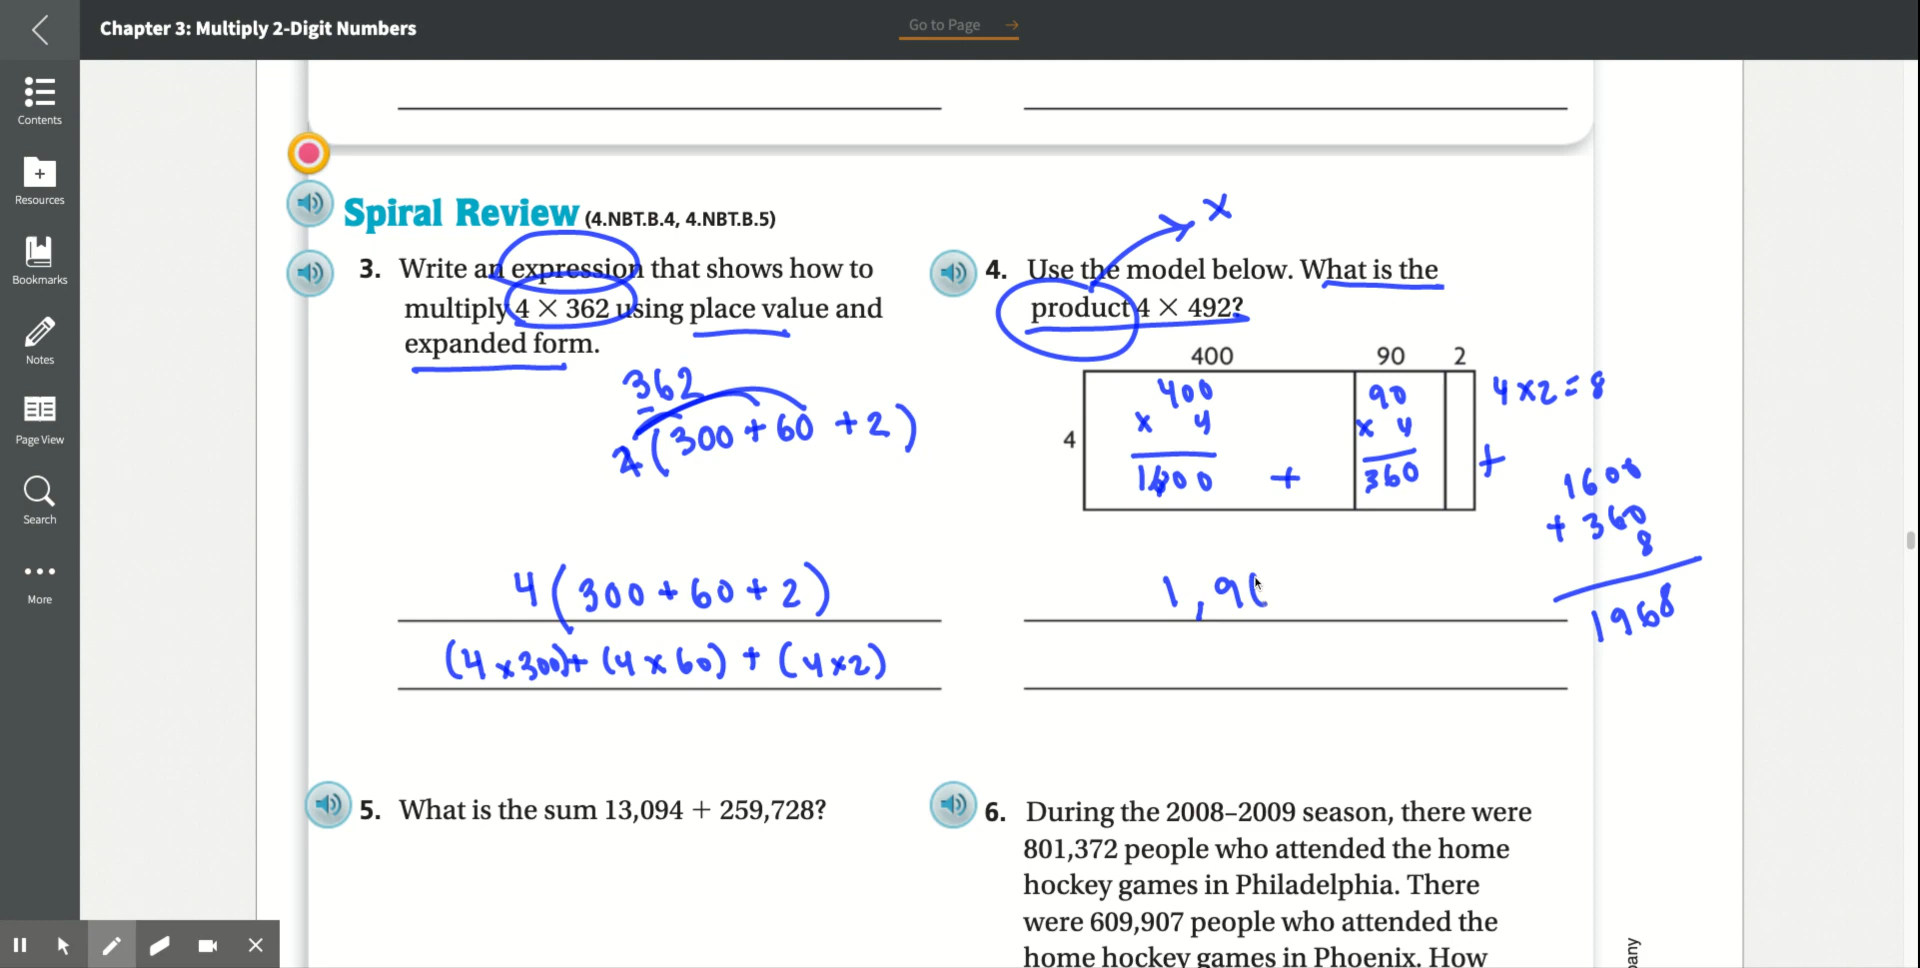 Chapter 3: Multiply 2-Digit Numbers
Go to Page →
Contents
Resources
Bookmarks
Notes
Page View
Search
More
Spiral Review (4.NBT.B.4, 4.NBT.B.5)
3. Write an expression that shows how to
multiply 4 × 362 using place value and
expanded form.
362
4(300 + 60 + 2)
4(300 + 60 + 2)
(4 × 300) + (4 × 60) + (4 × 2)
×
4. Use the model below. What is the
product 4 × 492?
400 90 2
4
400
× 4
1600
+
90
× 4
360
4 × 2 = 8
+
1600
+ 360
8
1968
1,9
5. What is the sum 13,094 + 259,728?
6. During the 2008–2009 season, there were
801,372 people who attended the home
hockey games in Philadelphia. There
were 609,907 people who attended the
home hockey games in Phoenix. How